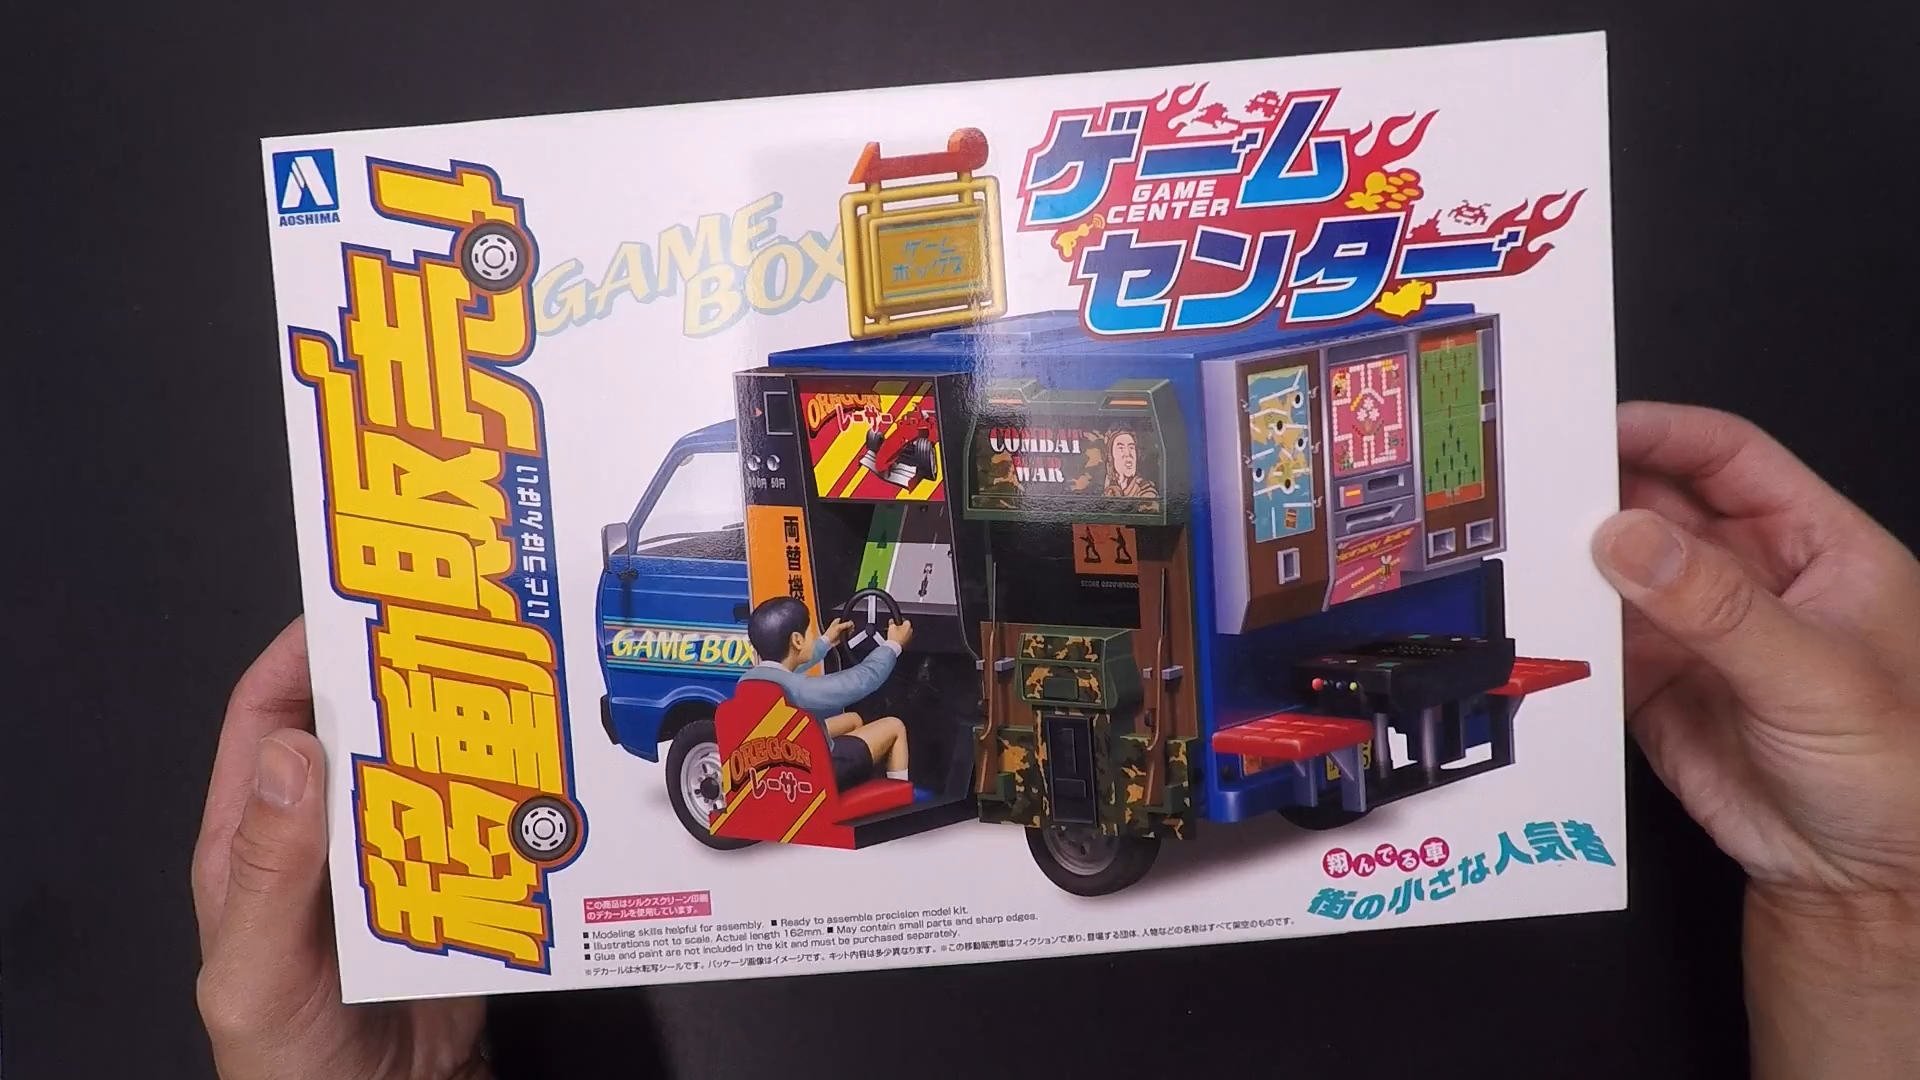 AOSHIMA
移動販売!
いどうはんばい
GAME
BOX
ゲーム
ボックス
ゲーム
GAME
CENTER
センター
OREGON
レーサー
COMBAT
WAR
100円 50円
両替機
GAME BOX
OREGON
レーサー
Honey bee
翔んでる車
街の小さな人気者
この商品はシルクスクリーン印刷
のデカールを使用しています。
■ Modeling skills helpful for assembly. ■ Ready to assemble precision model kit.
■ Illustrations not to scale. Actual length 162mm. ■ May contain small parts and sharp edges.
■ Glue and paint are not included in the kit and must be purchased separately.
※デカールは水転写シールです。パッケージ画像はイメージです。キット内容は多少異なります。※この移動販売車はフィクションであり、登場する団体、人物などの名称はすべて架空のものです。